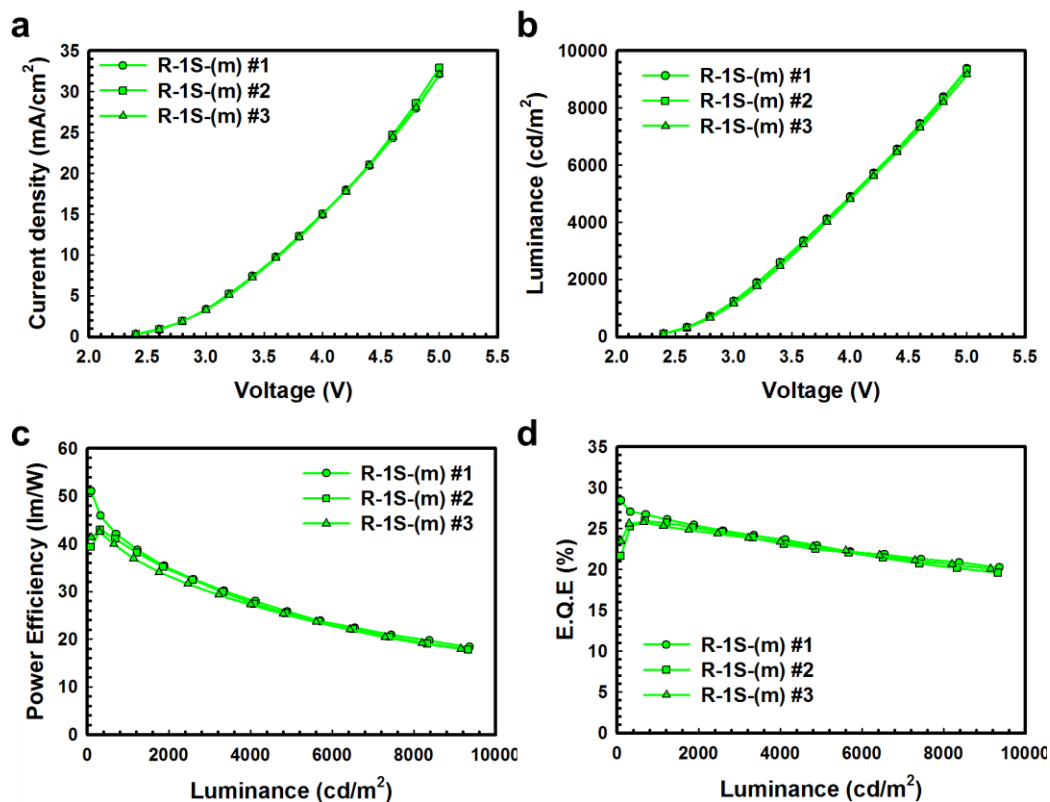 a
Current density (mA/cm²)
35
30
25
20
15
10
5
0
R-1S-(m) #1
R-1S-(m) #2
R-1S-(m) #3
2.0 2.5 3.0 3.5 4.0 4.5 5.0 5.5
Voltage (V)
b
Luminance (cd/m²)
10000
8000
6000
4000
2000
0
R-1S-(m) #1
R-1S-(m) #2
R-1S-(m) #3
2.0 2.5 3.0 3.5 4.0 4.5 5.0 5.5
Voltage (V)
c
Power Efficiency (lm/W)
60
50
40
30
20
10
0
R-1S-(m) #1
R-1S-(m) #2
R-1S-(m) #3
0 2000 4000 6000 8000 10000
Luminance (cd/m²)
d
E.Q.E (%)
35
30
25
20
15
10
5
0
R-1S-(m) #1
R-1S-(m) #2
R-1S-(m) #3
0 2000 4000 6000 8000 10000
Luminance (cd/m²)